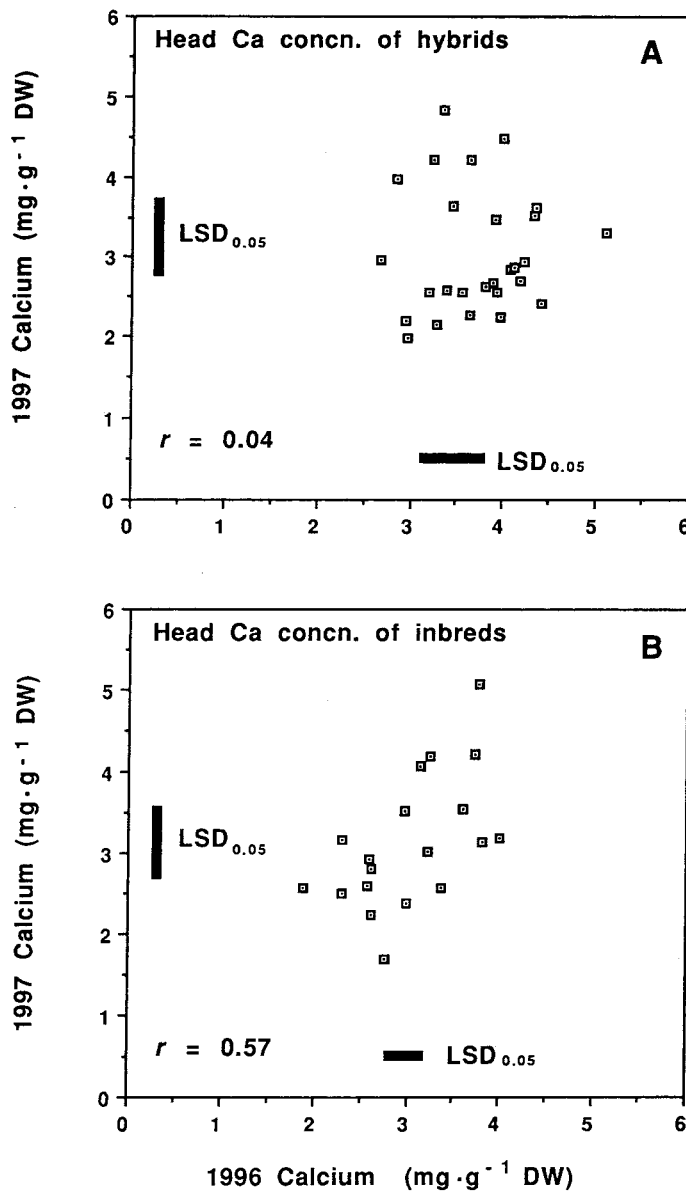 Head Ca concn. of hybrids
A
1997 Calcium (mg·g⁻¹ DW)
6
5
4
3
2
1
0
LSD₀.₀₅
r = 0.04
LSD₀.₀₅
0 1 2 3 4 5 6
Head Ca concn. of inbreds
B
1997 Calcium (mg·g⁻¹ DW)
6
5
4
3
2
1
0
LSD₀.₀₅
r = 0.57
LSD₀.₀₅
0 1 2 3 4 5 6
1996 Calcium (mg·g⁻¹ DW)